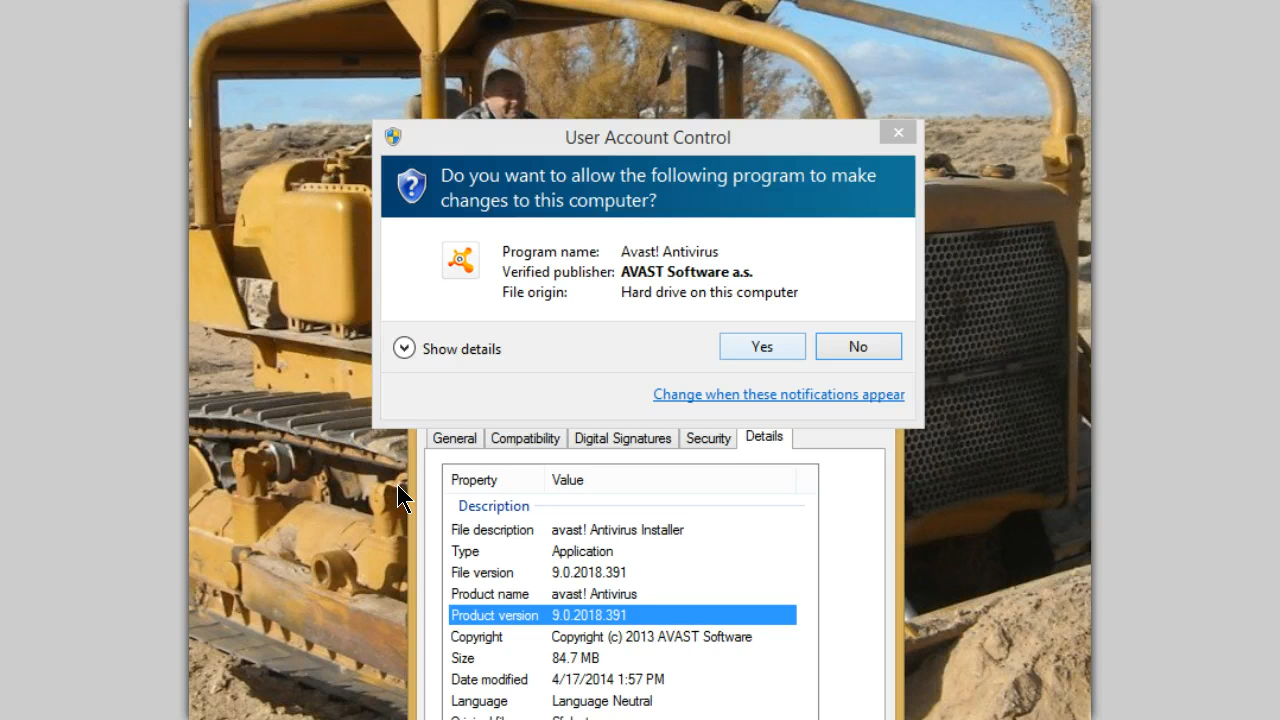 User Account Control
Do you want to allow the following program to make
changes to this computer?
Program name: Avast! Antivirus
Verified publisher: AVAST Software a.s.
File origin: Hard drive on this computer
Show details Yes No
Change when these notifications appear
General Compatibility Digital Signatures Security Details
Property Value
Description
File description avast! Antivirus Installer
Type Application
File version 9.0.2018.391
Product name avast! Antivirus
Product version 9.0.2018.391
Copyright Copyright (c) 2013 AVAST Software
Size 84.7 MB
Date modified 4/17/2014 1:57 PM
Language Language Neutral